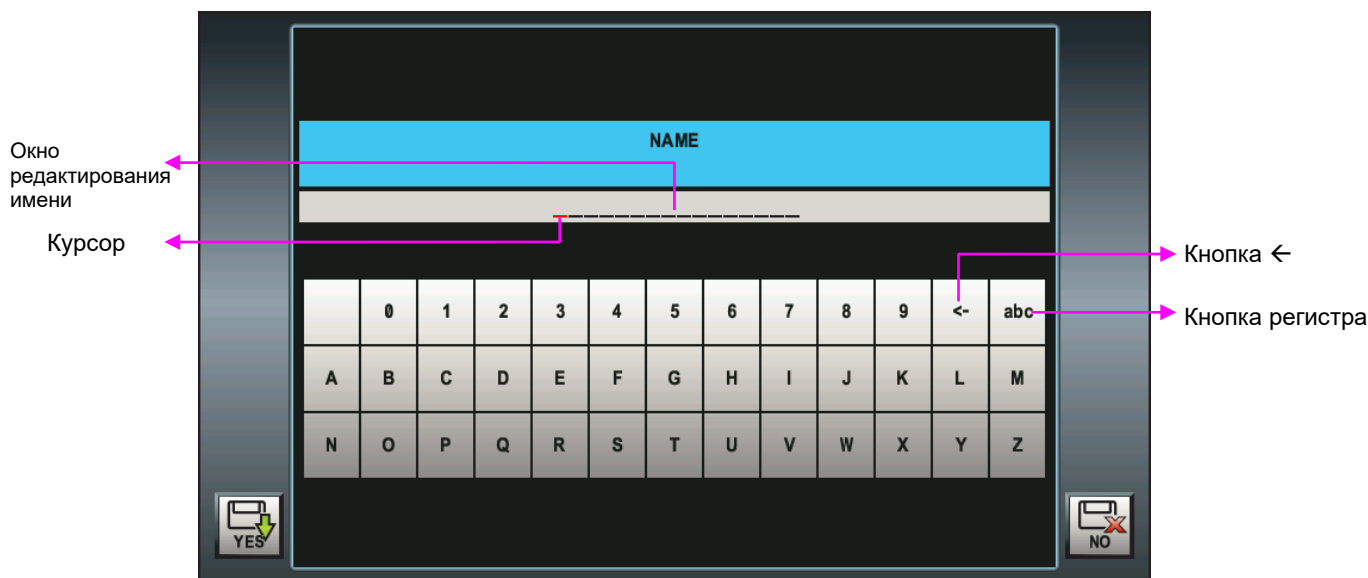 NAME
Окно
редактирования
имени
Курсор
Кнопка ←
0 1 2 3 4 5 6 7 8 9 <- abc
Кнопка регистра
A B C D E F G H I J K L M
N O P Q R S T U V W X Y Z
YES
NO